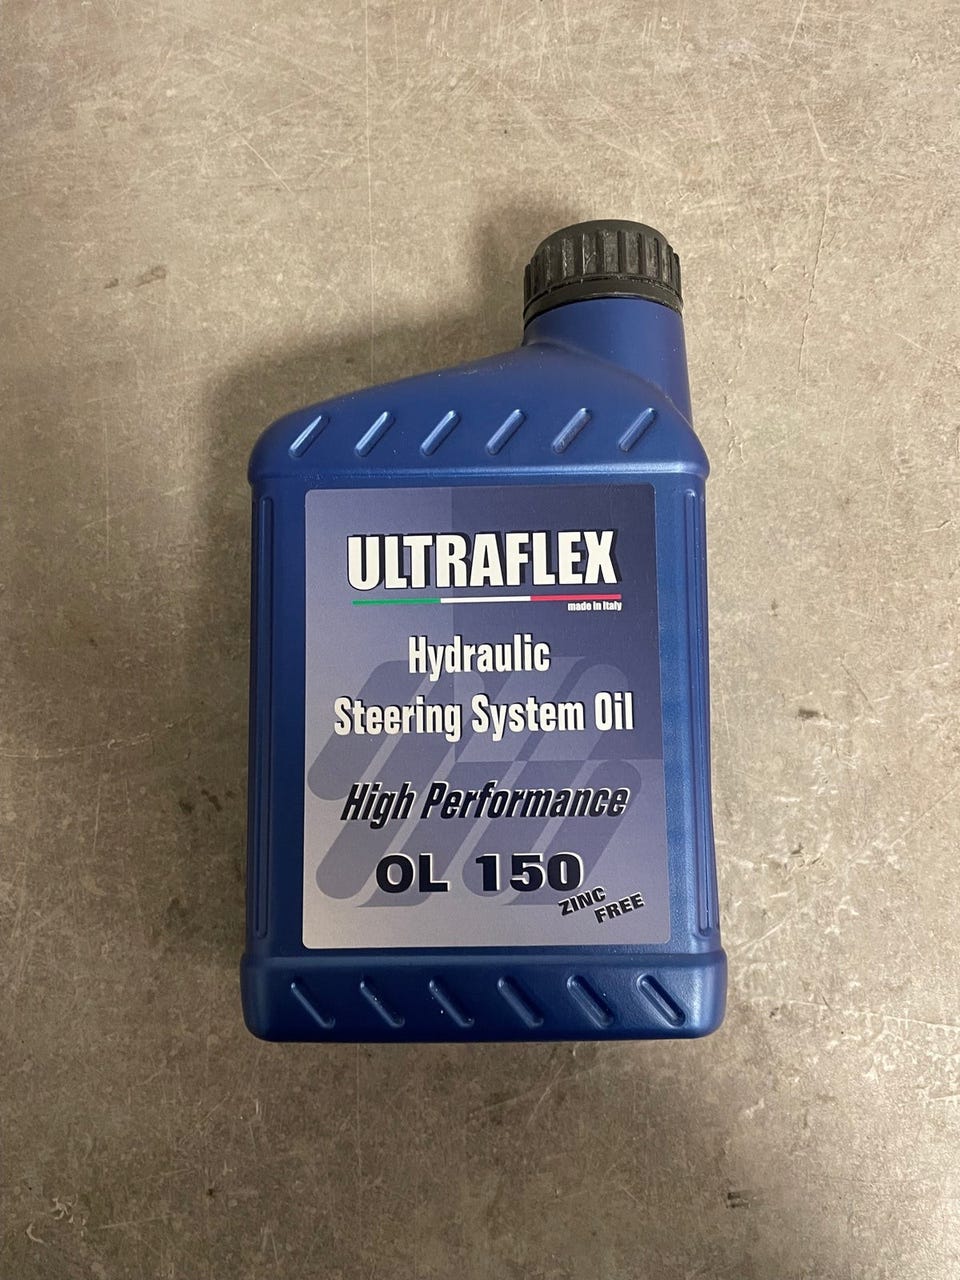 ULTRAFLEX
made in Italy
Hydraulic
Steering System Oil
High Performance
OL 150
ZINC
FREE